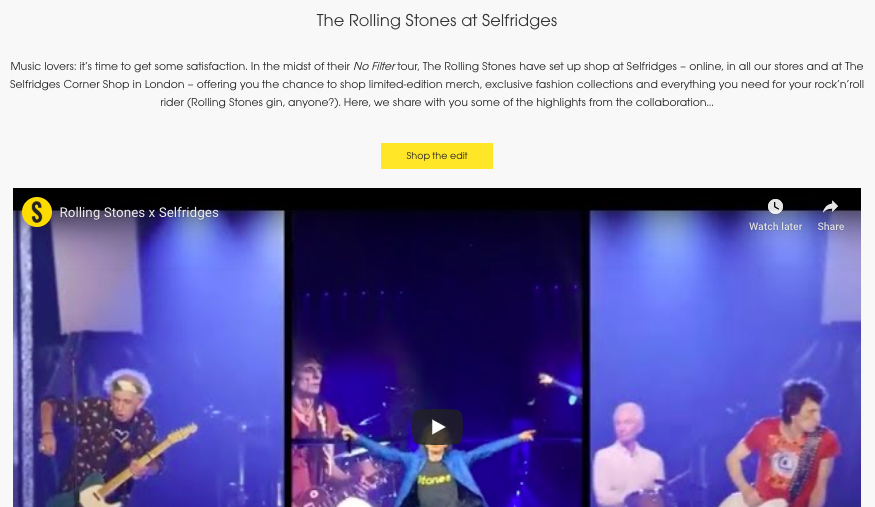 The Rolling Stones at Selfridges
Music lovers: it’s time to get some satisfaction. In the midst of their No Filter tour, The Rolling Stones have set up shop at Selfridges – online, in all our stores and at The
Selfridges Corner Shop in London – offering you the chance to shop limited-edition merch, exclusive fashion collections and everything you need for your rock’n’roll
rider (Rolling Stones gin, anyone?). Here, we share with you some of the highlights from the collaboration...
Shop the edit
S
Rolling Stones x Selfridges
Watch later
Share
Stones